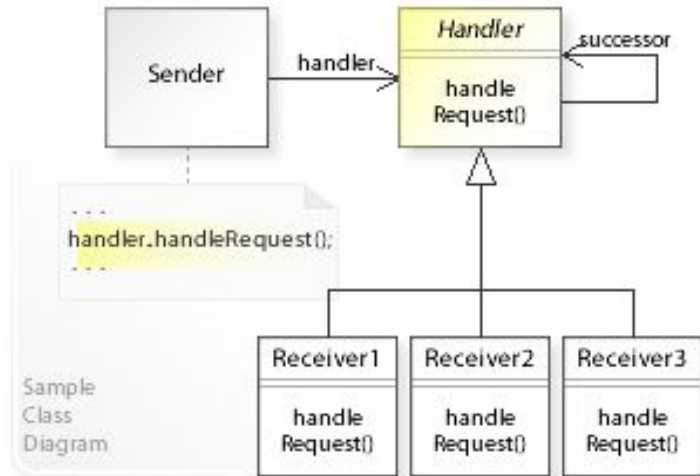 Sender
handler
Handler
handle
Request()
successor
- - -
handler.handleRequest();
- - -
Receiver1
handle
Request()
Receiver2
handle
Request()
Receiver3
handle
Request()
Sample
Class
Diagram